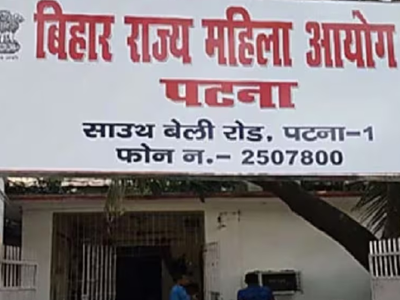 बिहार राज्य महिला आयोग
पटना
साउथ बेली रोड, पटना-1
फोन न.- 2507800